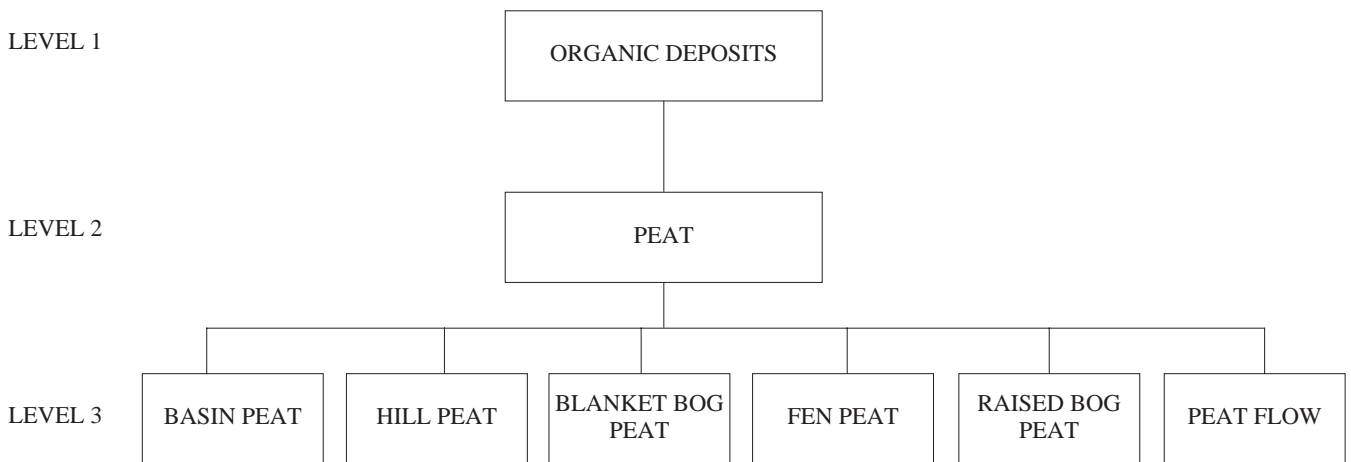 LEVEL 1
ORGANIC DEPOSITS
LEVEL 2
PEAT
LEVEL 3
BASIN PEAT
HILL PEAT
BLANKET BOG
PEAT
FEN PEAT
RAISED BOG
PEAT
PEAT FLOW